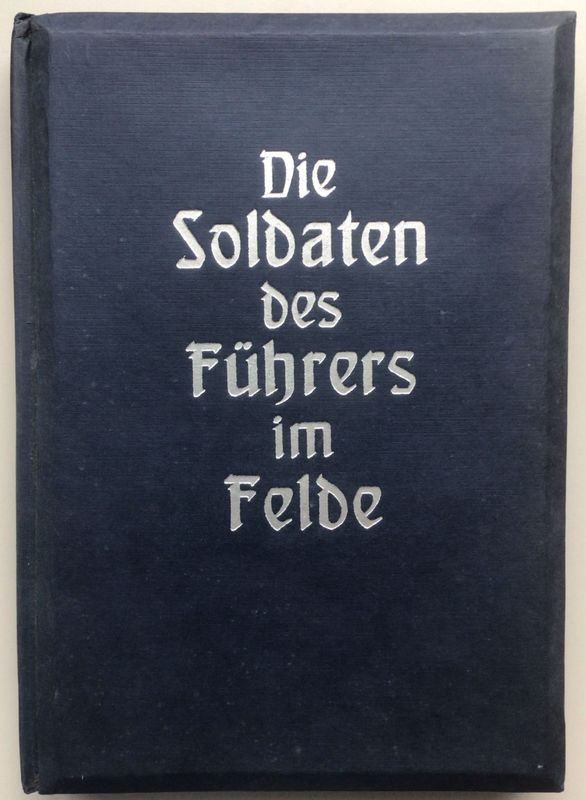 Die
Soldaten
des
Führers
im
Felde